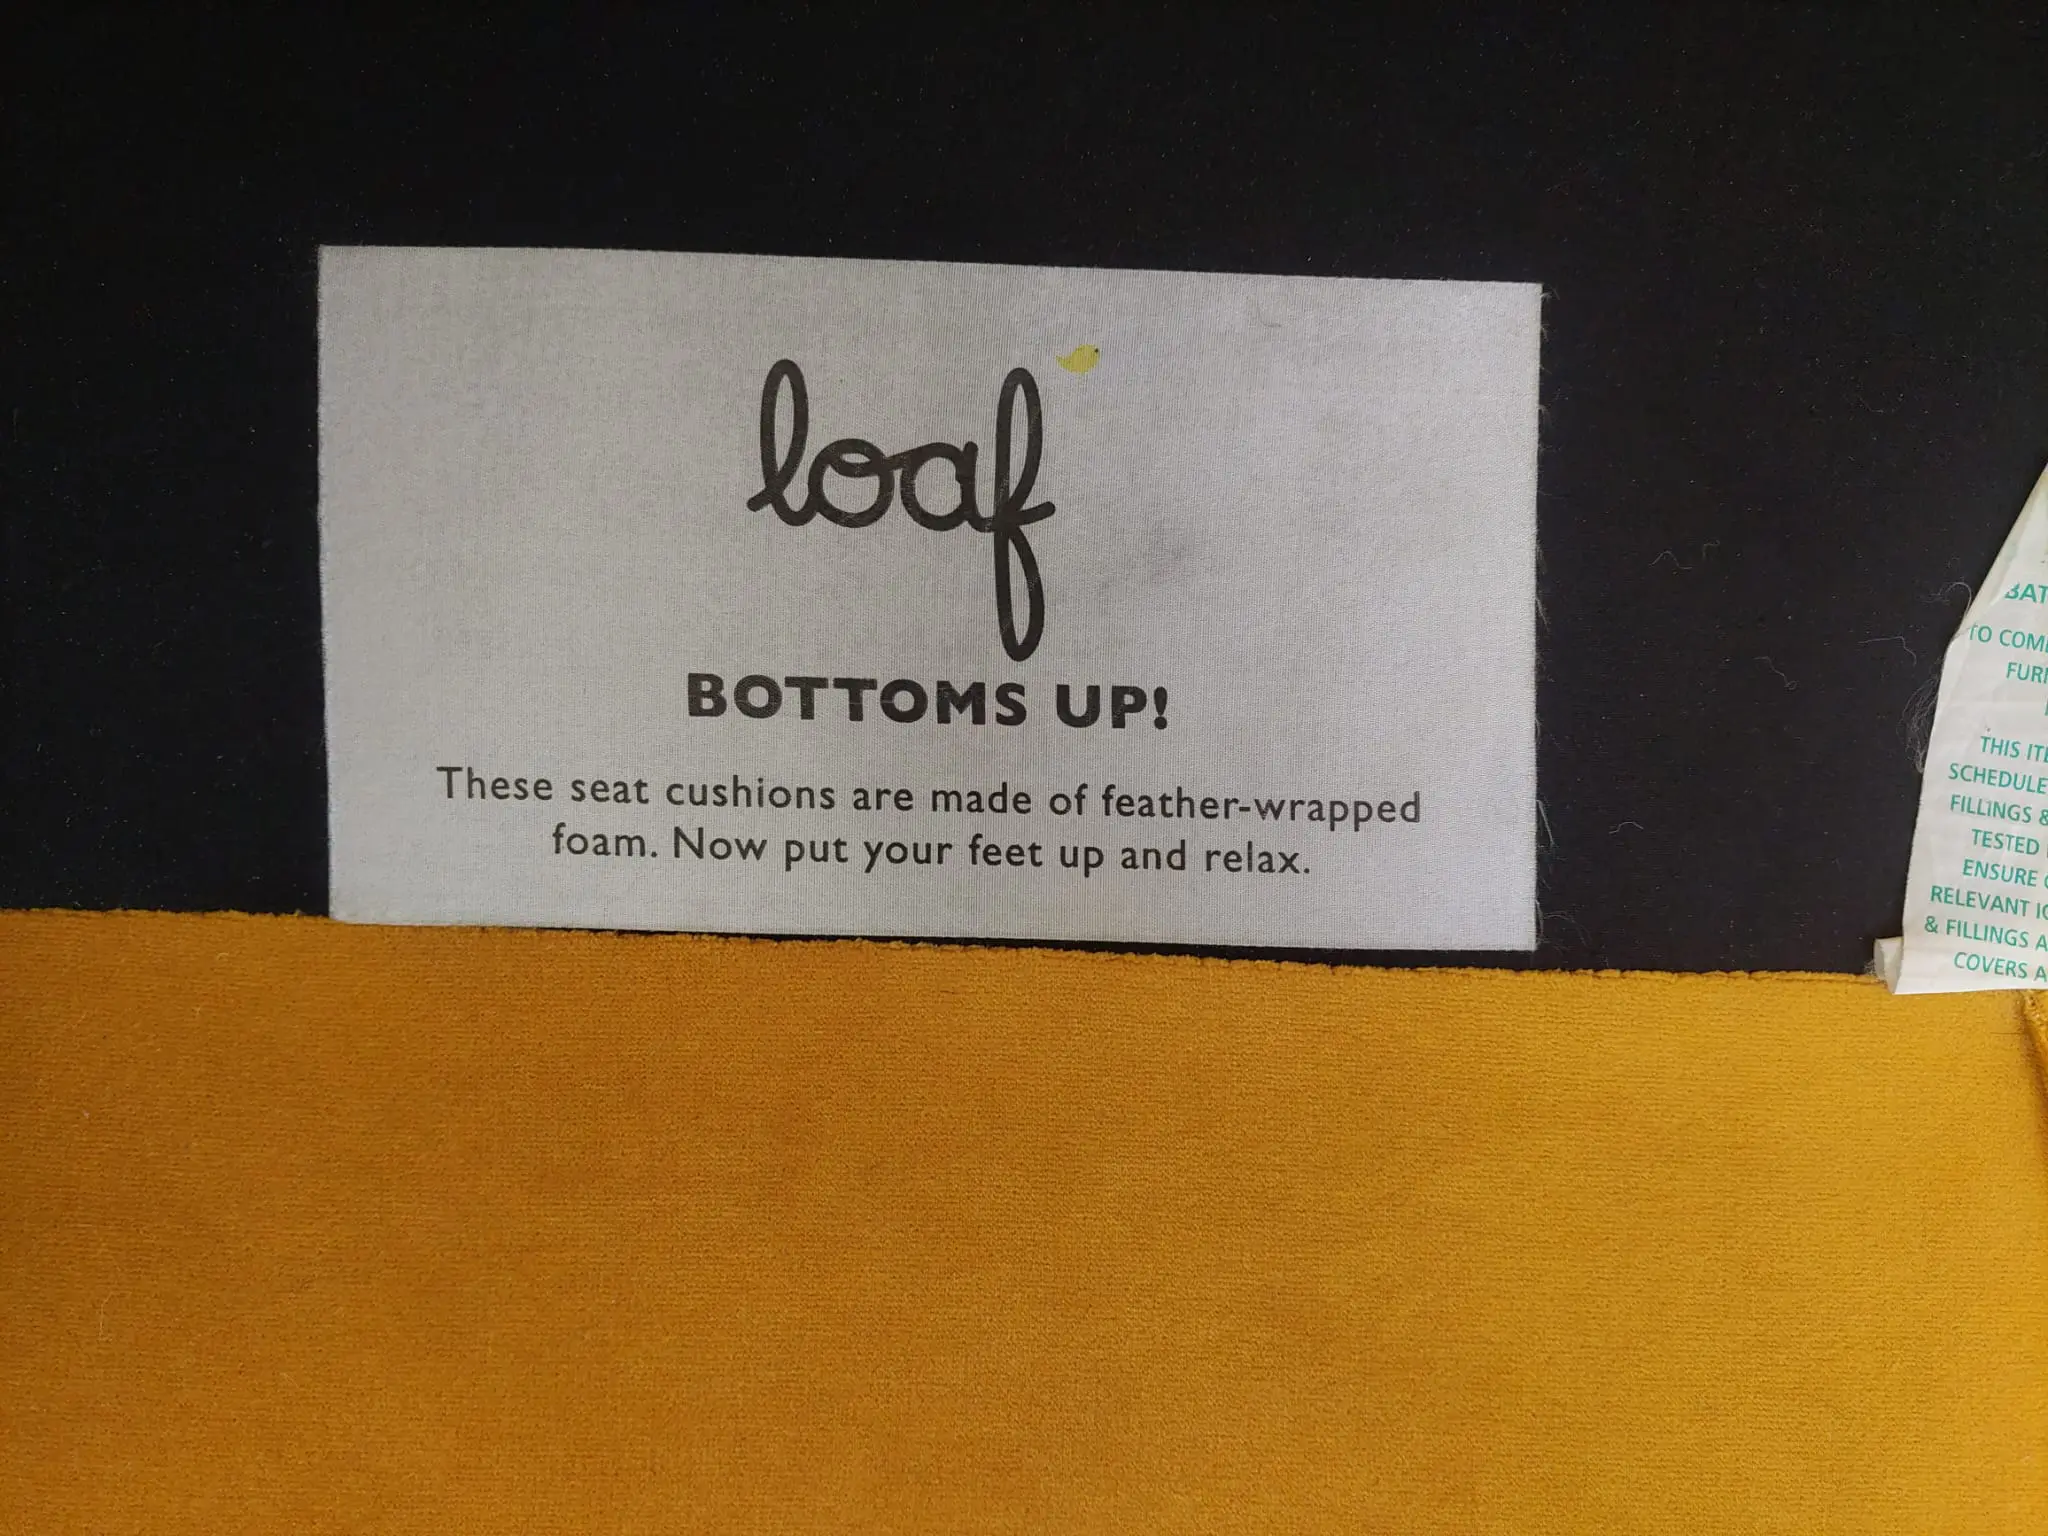 loaf
BOTTOMS UP!
These seat cushions are made of feather-wrapped
foam. Now put your feet up and relax.
TO
THIS
SCHEDULE
FILLINGS &
TESTED
ENSURE
RELEVANT
& FILLINGS
COVERS